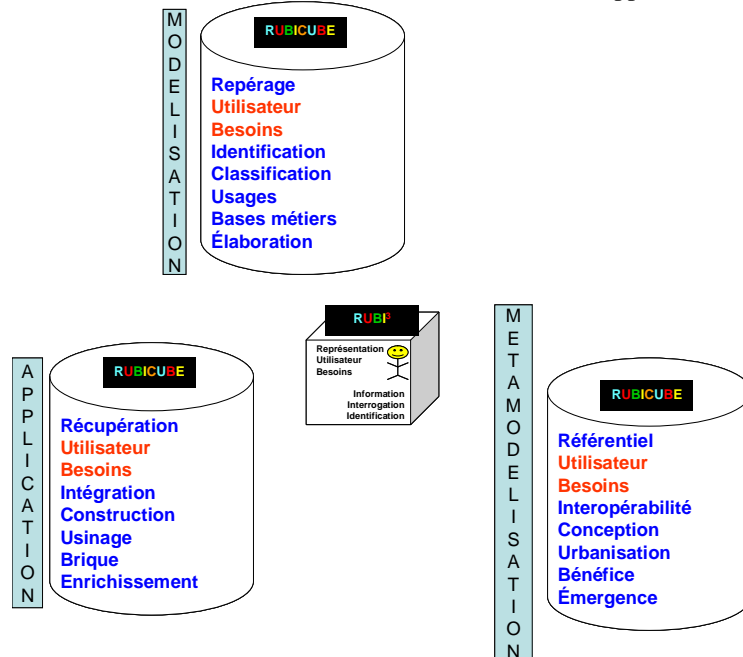 MODELISATION
RUBICUBE
Repérage
Utilisateur
Besoins
Identification
Classification
Usages
Bases métiers
Élaboration
RUBI³
Représentation
Utilisateur
Besoins
Information
Interrogation
Identification
APPLICATION
RUBICUBE
Récupération
Utilisateur
Besoins
Intégration
Construction
Usinage
Brique
Enrichissement
METAMODELISATION
RUBICUBE
Référentiel
Utilisateur
Besoins
Interopérabilité
Conception
Urbanisation
Bénéfice
Émergence